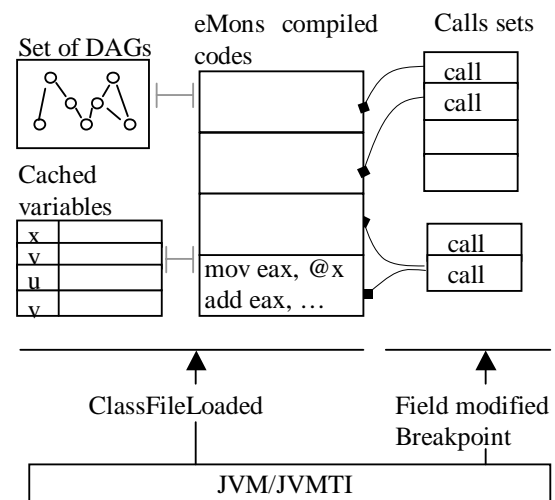 Set of DAGs
eMons compiled
codes
Calls sets
call
call
Cached
variables
x
v
u
v
mov eax, @x
add eax, …
call
call
ClassFileLoaded
Field modified
Breakpoint
JVM/JVMTI